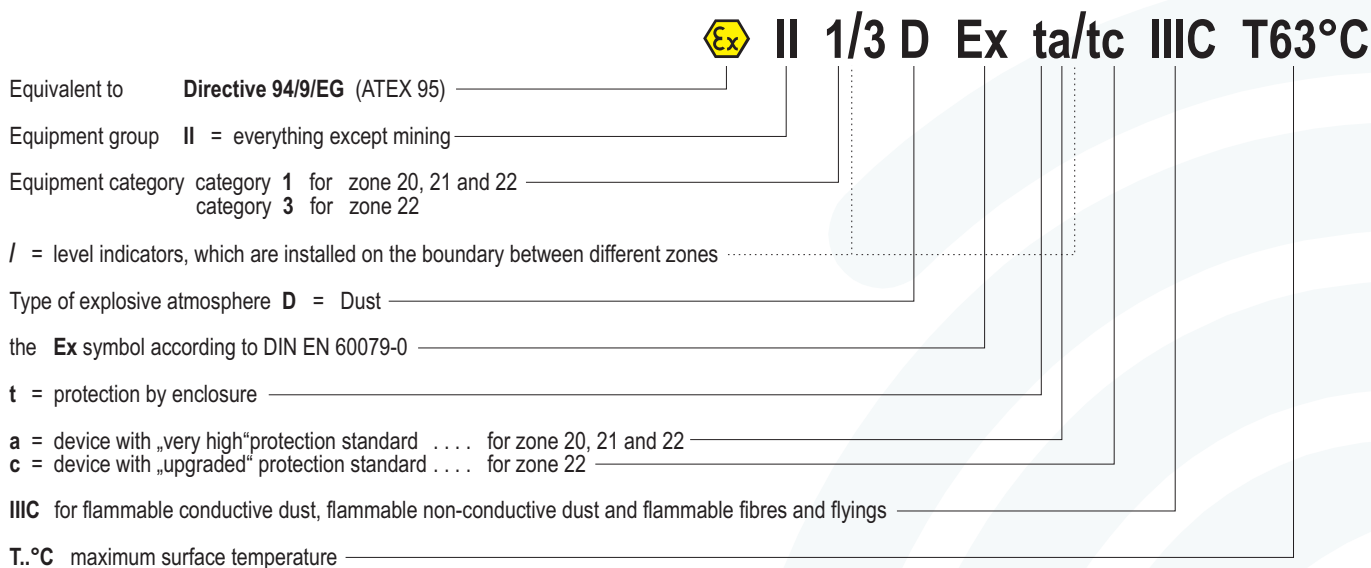 Ex II 1/3 D Ex ta/tc IIIC T63°C
Equivalent to Directive 94/9/EG (ATEX 95)
Equipment group II = everything except mining
Equipment category category 1 for zone 20, 21 and 22
category 3 for zone 22
/ = level indicators, which are installed on the boundary between different zones
Type of explosive atmosphere D = Dust
the Ex symbol according to DIN EN 60079-0
t = protection by enclosure
a = device with „very high“protection standard . . . . for zone 20, 21 and 22
c = device with „upgraded“ protection standard . . . . for zone 22
IIIC for flammable conductive dust, flammable non-conductive dust and flammable fibres and flyings
T..°C maximum surface temperature